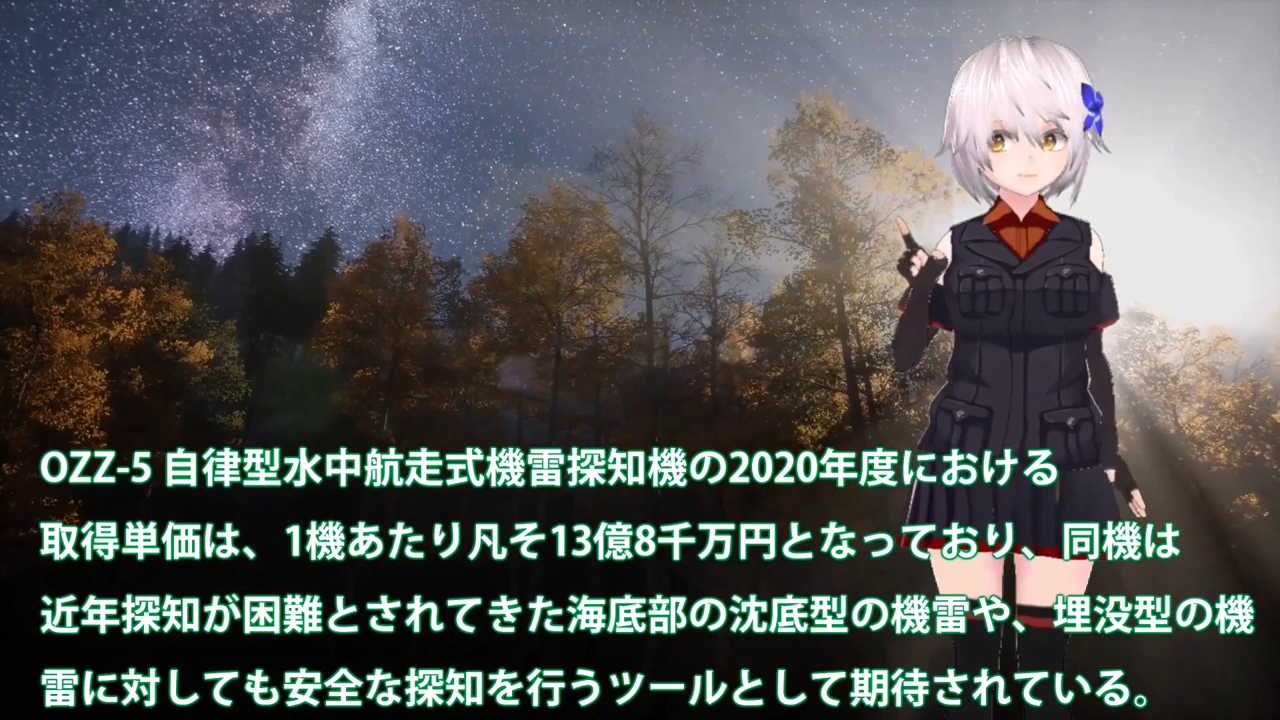 OZZ-5 自律型水中航走式機雷探知機の2020年度における
取得単価は、1機あたり凡そ13億8千万円となっており、同機は
近年探知が困難とされてきた海底部の沈底型の機雷や、埋没型の機
雷に対しても安全な探知を行うツールとして期待されている。